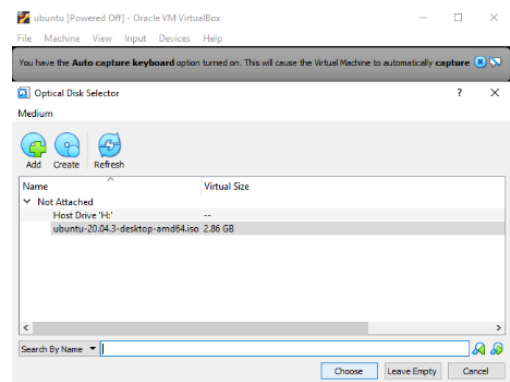 ubuntu [Powered Off] - Oracle VM VirtualBox
File Machine View Input Devices Help
You have the Auto capture keyboard option turned on. This will cause the Virtual Machine to automatically capture
Optical Disk Selector ?
Medium
Add Create Refresh
Name Virtual Size
Not Attached
Host Drive 'H:' --
ubuntu-20.04.3-desktop-amd64.iso 2.86 GB
Search By Name
Choose Leave Empty Cancel